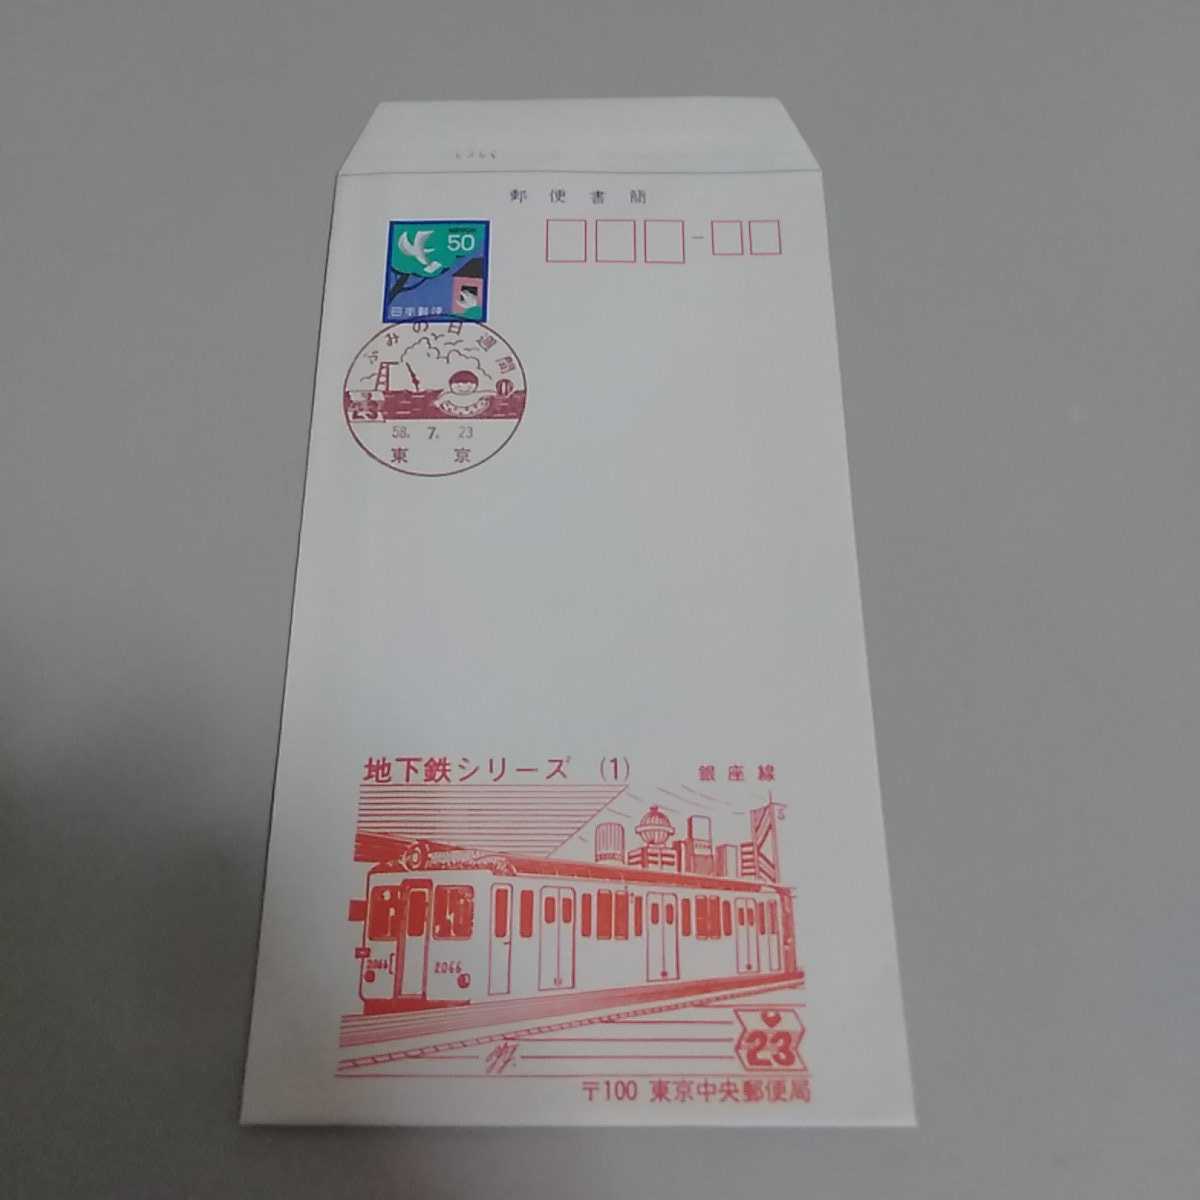 郵便書簡
NIPPON
50
日本郵便
ふみの日週間
23
58. 7. 23
東京
地下鉄シリーズ (1) 銀座線
2066 2066
23
〒100 東京中央郵便局